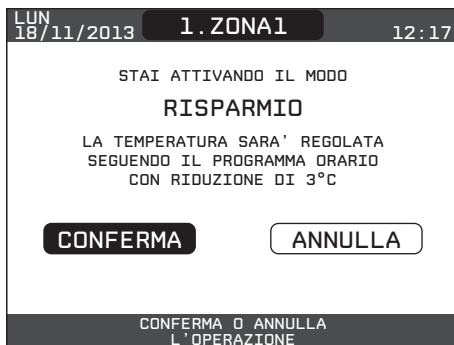 LUN
18/11/2013 1.ZONA1 12:17
STAI ATTIVANDO IL MODO
RISPARMIO
LA TEMPERATURA SARA' REGOLATA
SEGUENDO IL PROGRAMMA ORARIO
CON RIDUZIONE DI 3°C
CONFERMA ANNULLA
CONFERMA O ANNULLA
L'OPERAZIONE